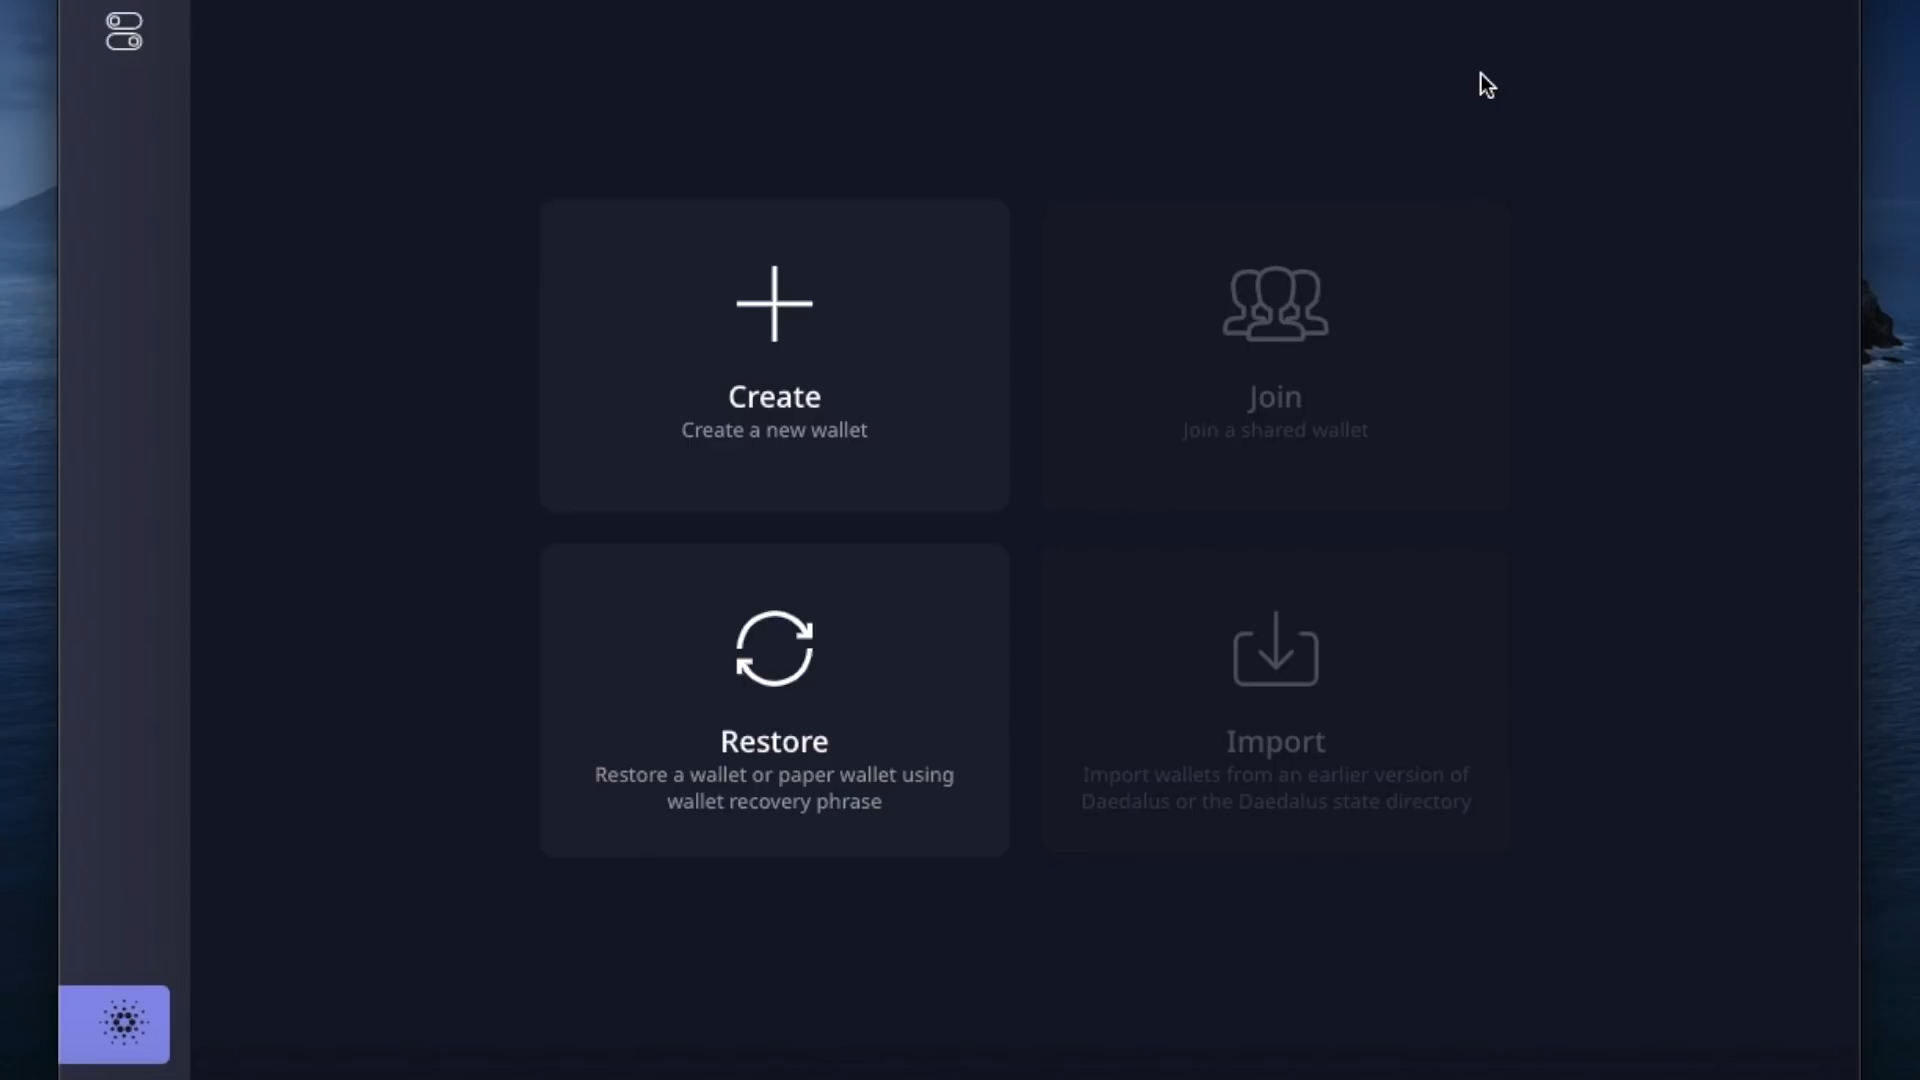 Create
Create a new wallet
Join
Join a shared wallet
Restore
Restore a wallet or paper wallet using
wallet recovery phrase
Import
Import wallets from an earlier version of
Daedalus or the Daedalus state directory